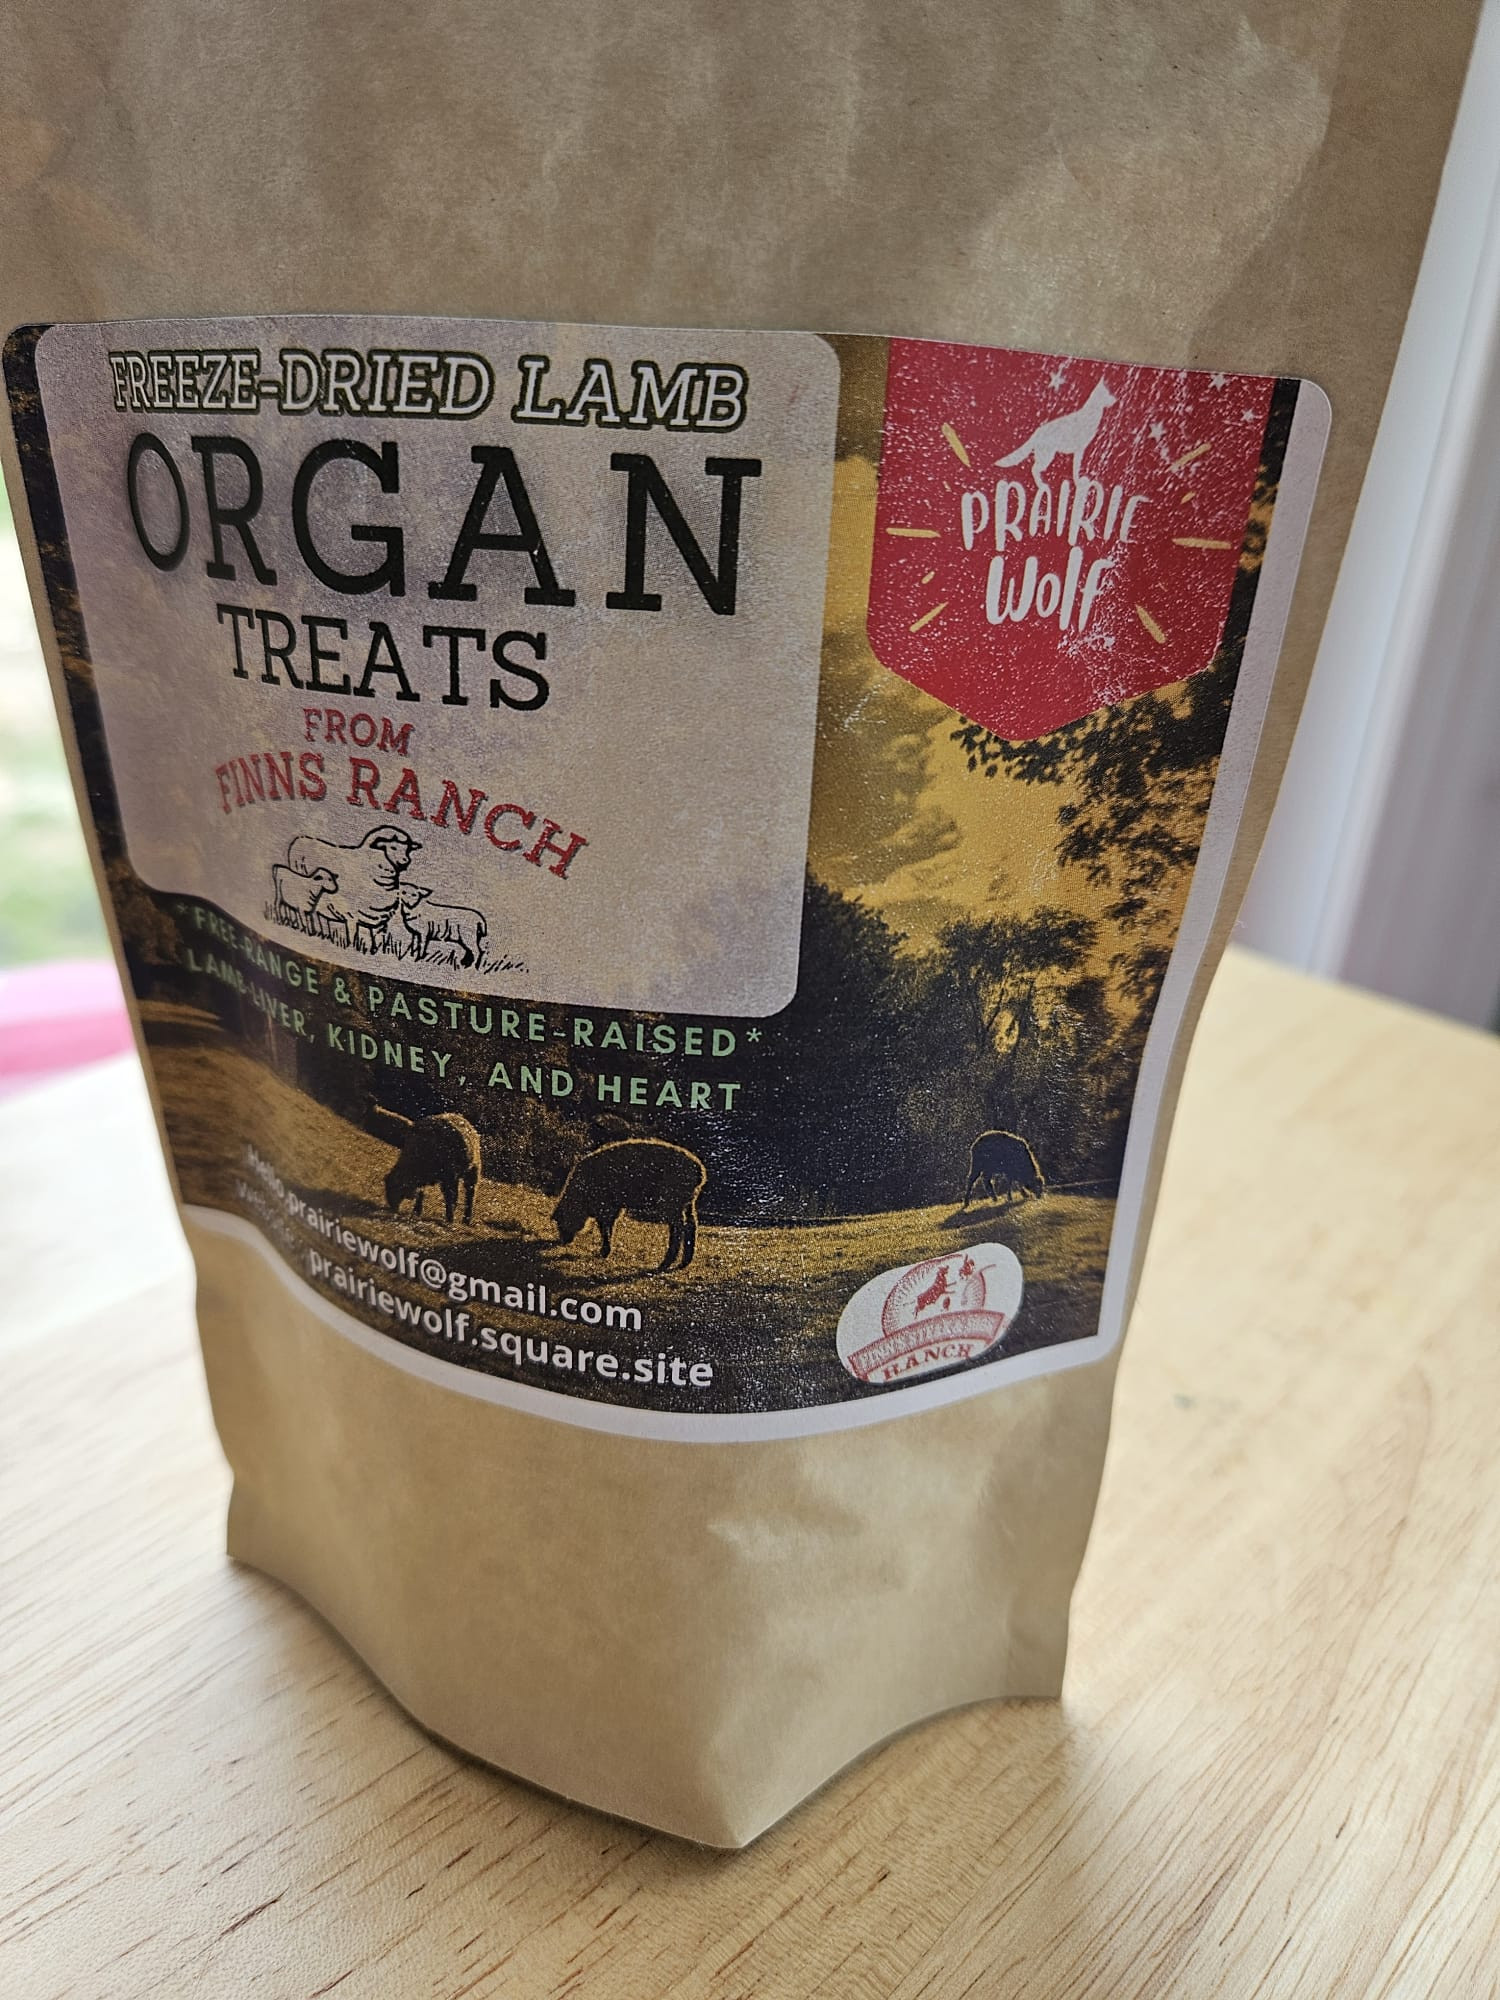 FREEZE-DRIED LAMB
ORGAN
TREATS
FROM
FINNS RANCH
PRAIRIE
Wolf
*FREE-RANGE & PASTURE-RAISED*
LAMB LIVER, KIDNEY, AND HEART
Hello.prairiewolf@gmail.com
prairiewolf.square.site
RANCH